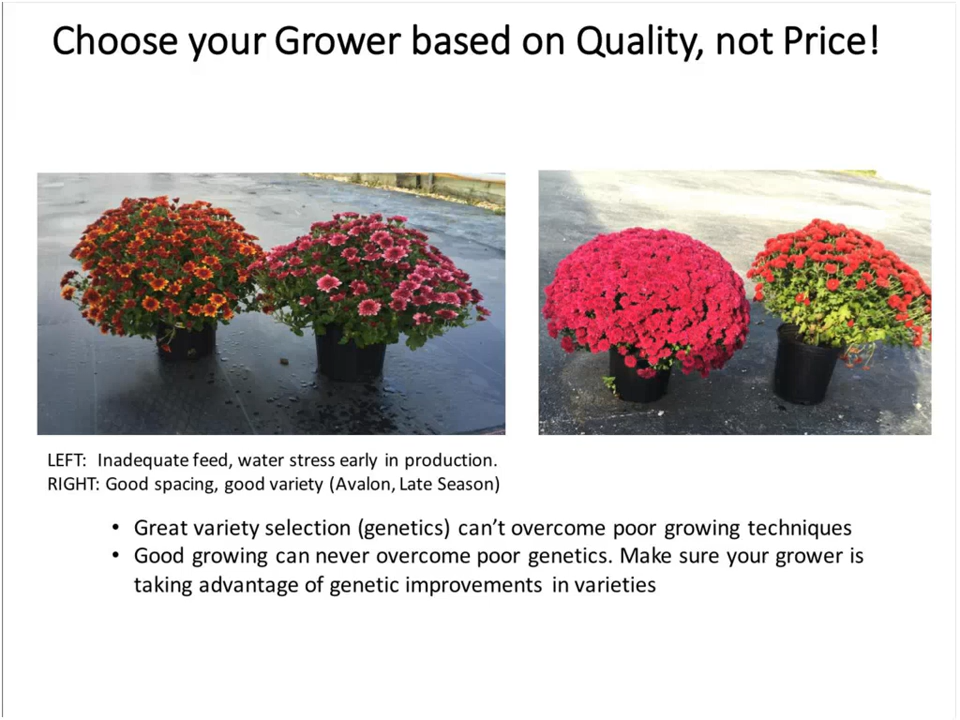 Choose your Grower based on Quality, not Price!
LEFT: Inadequate feed, water stress early in production.
RIGHT: Good spacing, good variety (Avalon, Late Season)
• Great variety selection (genetics) can’t overcome poor growing techniques
• Good growing can never overcome poor genetics. Make sure your grower is
taking advantage of genetic improvements in varieties